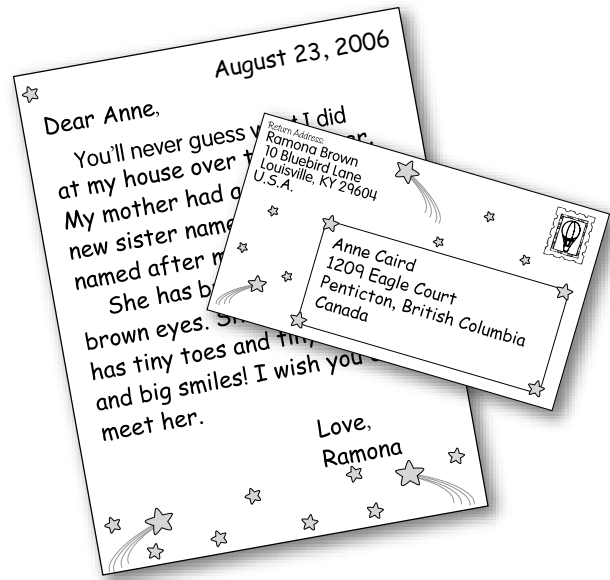 August 23, 2006
Dear Anne,
You'll never guess I did
at my house over
My mother had a
new sister
named after
She has
brown eyes.
has tiny toes and tiny
and big smiles! I wish you
meet her.
Love,
Ramona
Return Address:
Ramona Brown
10 Bluebird Lane
Louisville, KY 29604
U.S.A.
Anne Caird
1209 Eagle Court
Penticton, British Columbia
Canada